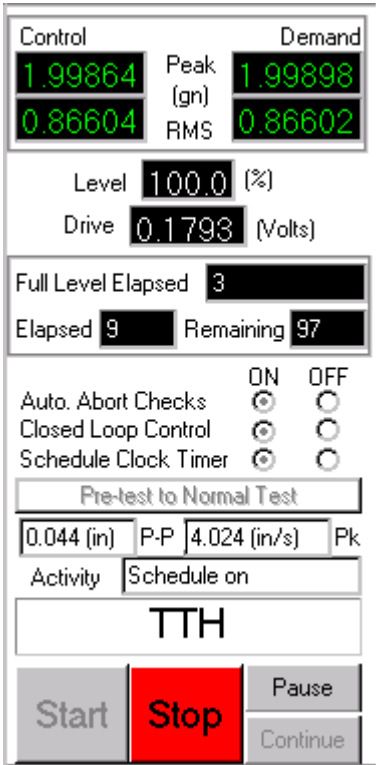 Control Demand
1.99864 Peak 1.99898
(gn)
0.86604 RMS 0.86602
Level 100.0 (%)
Drive 0.1793 (Volts)
Full Level Elapsed 3
Elapsed 9 Remaining 97
ON OFF
Auto. Abort Checks
Closed Loop Control
Schedule Clock Timer
Pre-test to Normal Test
0.044 (in) P-P 4.024 (in/s) Pk
Activity Schedule on
TTH
Start Stop Pause
Continue